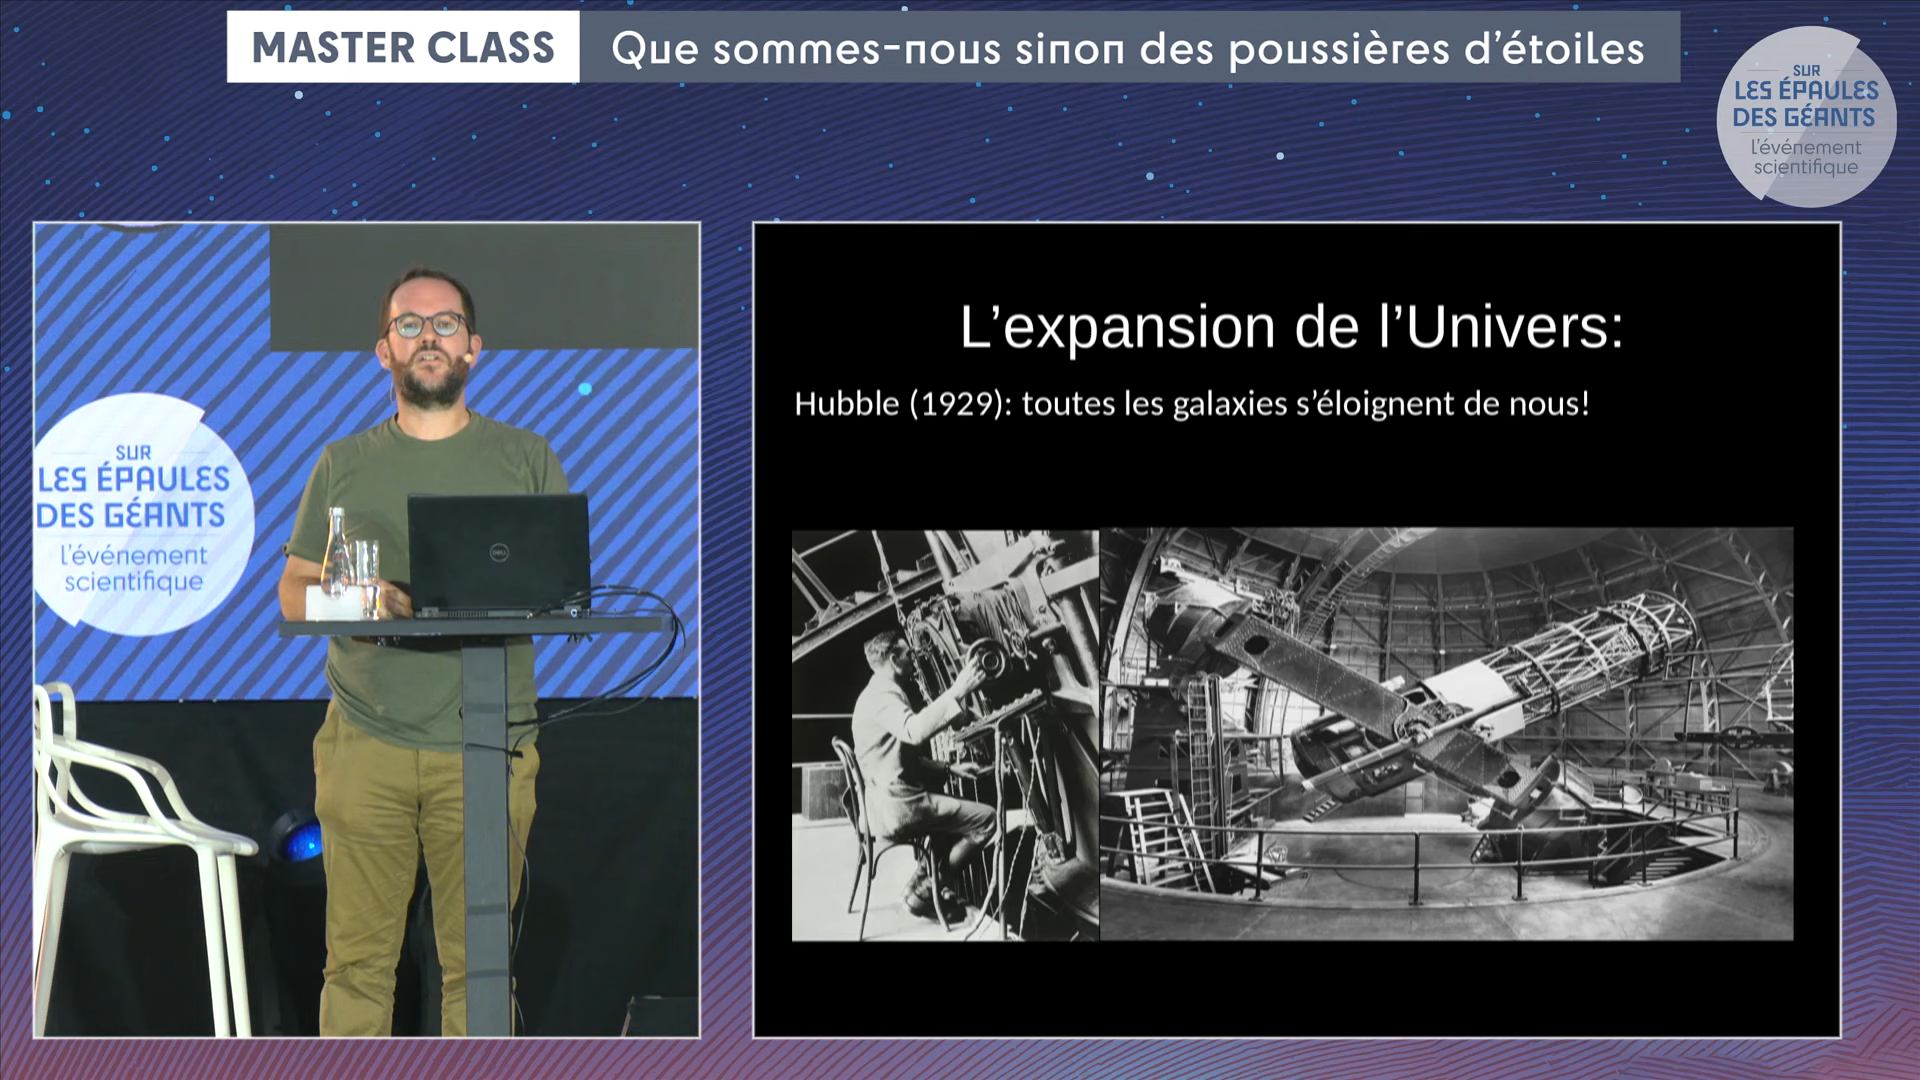 MASTER CLASS
Que sommes-nous sinon des poussières d’étoiles
SUR
LES ÉPAULES
DES GÉANTS
l’événement
scientifique
SUR
LES ÉPAULES
DES GÉANTS
l’événement
scientifique
DELL
L’expansion de l’Univers:
Hubble (1929): toutes les galaxies s’éloignent de nous!